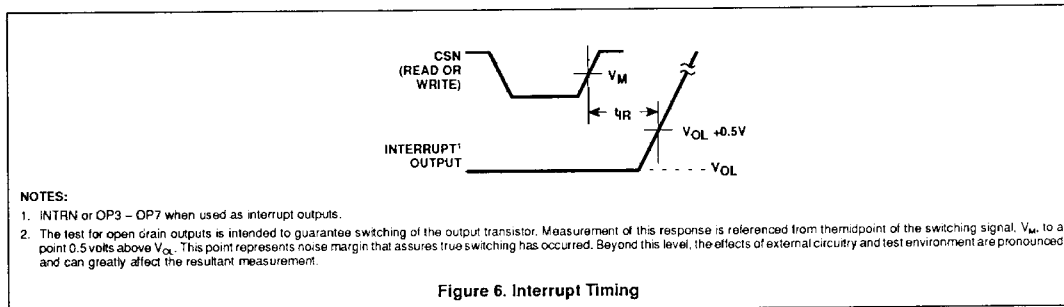 CSN
(READ OR
WRITE)
VM
tIR
VOL +0.5V
INTERRUPT1
OUTPUT
VOL
NOTES:
1. INTRN or OP3 – OP7 when used as interrupt outputs.
2. The test for open drain outputs is intended to guarantee switching of the output transistor. Measurement of this response is referenced from themidpoint of the switching signal, VM, to a
point 0.5 volts above VOL. This point represents noise margin that assures true switching has occurred. Beyond this level, the effects of external circuitry and test environment are pronounced
and can greatly affect the resultant measurement.
Figure 6. Interrupt Timing